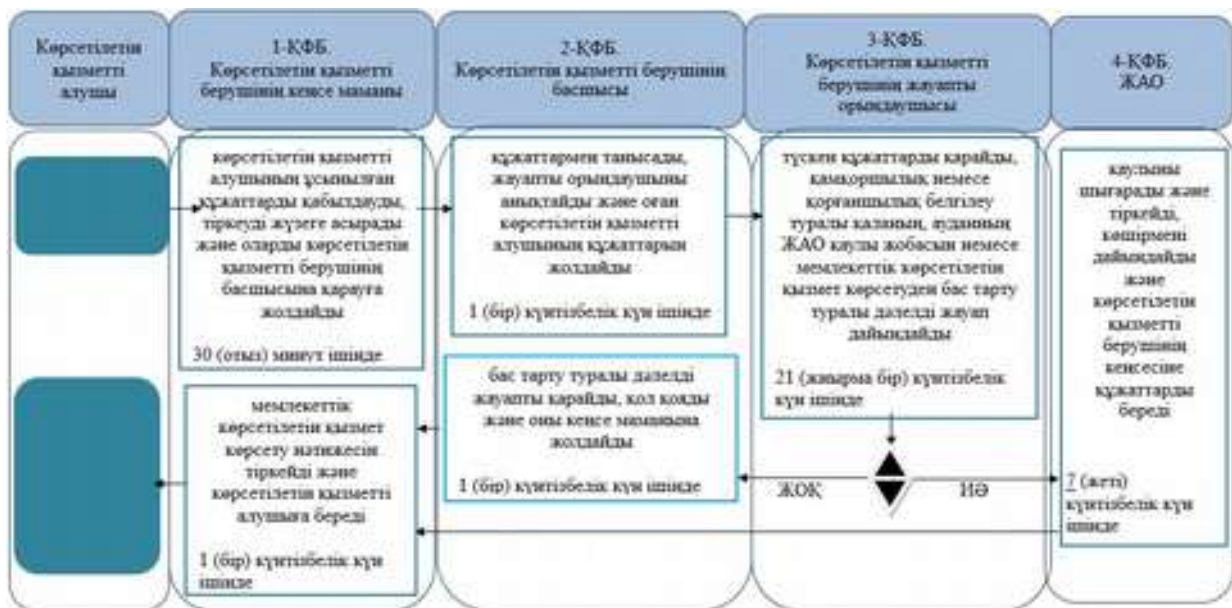 Көрсетілетін
қызметті
алушы
1-ҚФБ.
Көрсетілетін қызметті
берушінің кеңсе маманы
2-ҚФБ.
Көрсетілетін қызметті берушінің
басшысы
3-ҚФБ.
Көрсетілетін қызметті
берушінің жауапты
орындаушысы
4-ҚФБ.
ЖАО
көрсетілетін қызметті
алушының ұсынылған
құжаттарды қабылдауды,
тіркеуді жүзеге асырады
және оларды көрсетілетін
қызметті берушінің
басшысына қарауға
жолдайды
30 (отыз) минут ішінде
құжаттармен танысады,
жауапты орындаушыны
анықтайды және оған
көрсетілетін қызметті
алушының құжаттарын
жолдайды
1 (бір) күнтізбелік күн ішінде
түскен құжаттарды қарайды,
қамқоршылық немесе
қорғаншылық белгілеу
туралы қаланың, ауданның
ЖАО қаулы жобасын немесе
мемлекеттік көрсетілетін
қызмет көрсетуден бас тарту
туралы дәлелді жауап
дайындайды
21 (жиырма бір) күнтізбелік
күн ішінде
қаулыны
шығарады және
тіркейді,
көшірмені
дайындайды
және
көрсетілетін
қызметті
берушінің
кеңсесіне
құжаттарды
береді
7 (жеті)
күнтізбелік күн
ішінде
бас тарту туралы дәлелді
жауапты қарайды, қол қояды
және оны кеңсе маманына
жолдайды
1 (бір) күнтізбелік күн ішінде
мемлекеттік
көрсетілетін қызмет
көрсету нәтижесін
тіркейді және
көрсетілетін қызметті
алушыға береді
1 (бір) күнтізбелік күн
ішінде
ЖОҚ
ИӘ